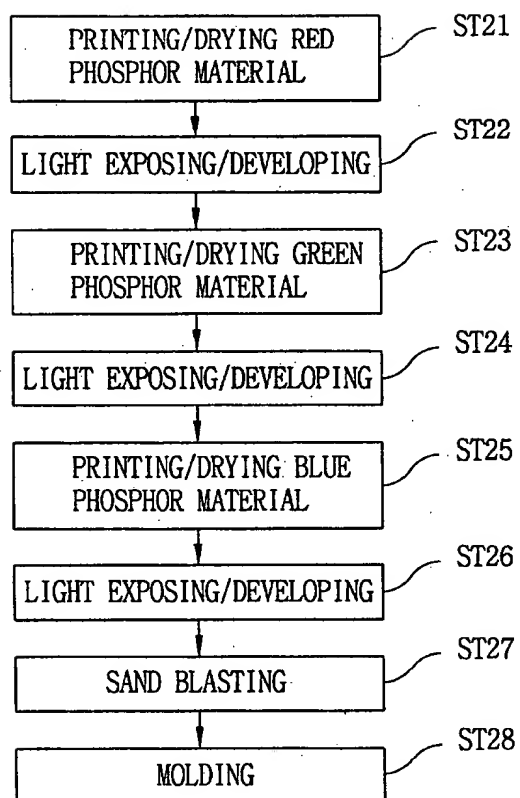 PRINTING/DRYING RED
PHOSPHOR MATERIAL
ST21
LIGHT EXPOSING/DEVELOPING
ST22
PRINTING/DRYING GREEN
PHOSPHOR MATERIAL
ST23
LIGHT EXPOSING/DEVELOPING
ST24
PRINTING/DRYING BLUE
PHOSPHOR MATERIAL
ST25
LIGHT EXPOSING/DEVELOPING
ST26
SAND BLASTING
ST27
MOLDING
ST28